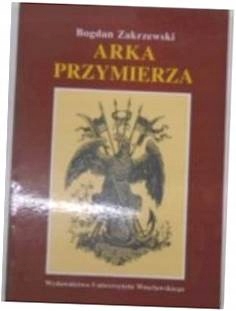 Bogdan Zakrzewski
ARKA
PRZYMIERZA
Wydawnictwo Uniwersytetu Wrocławskiego